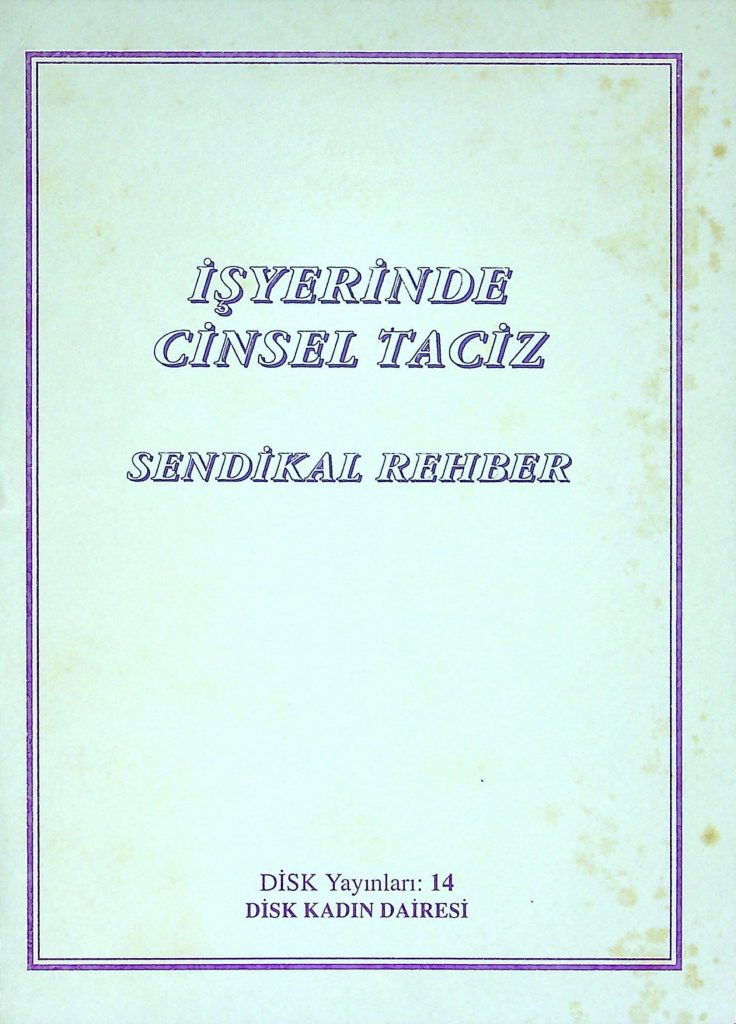 İŞYERİNDE
CİNSEL TACİZ
SENDİKAL REHBER
DİSK Yayınları: 14
DİSK KADIN DAİRESİ